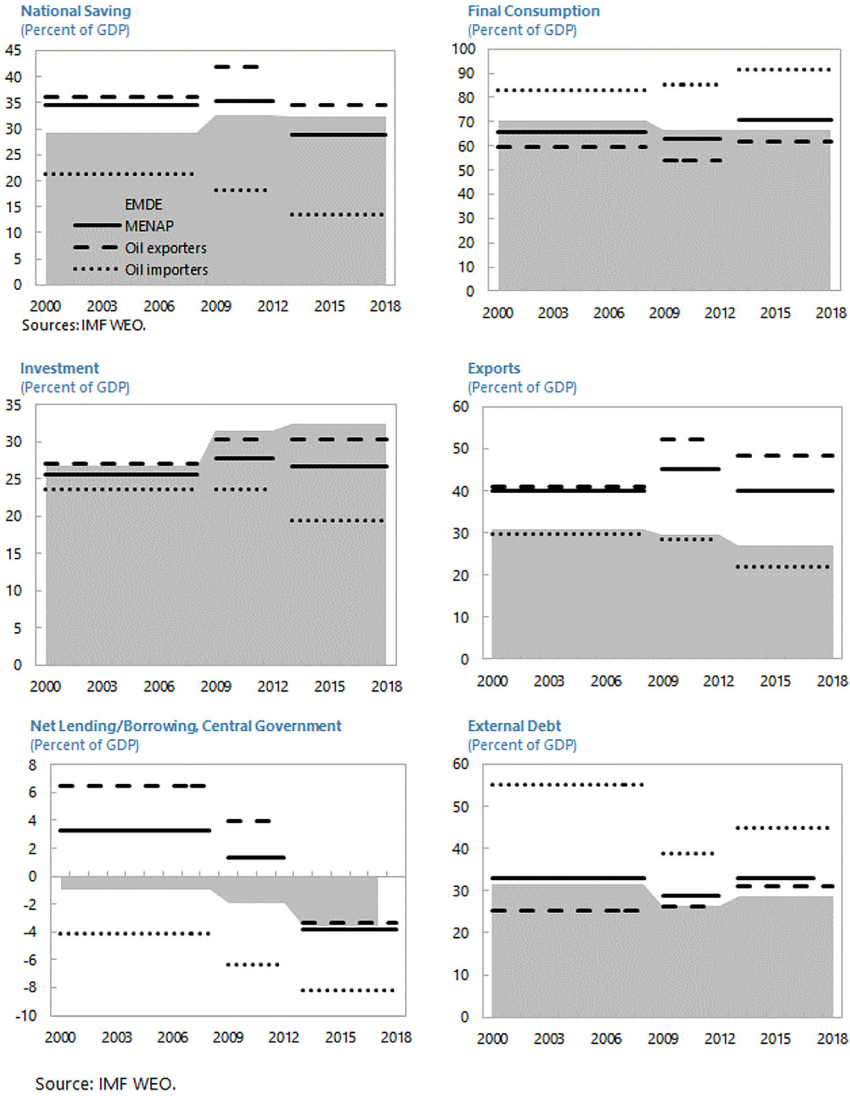 National Saving
(Percent of GDP)
45
40
35
30
25
20
15
10
5
0
EMDE
MENAP
Oil exporters
Oil importers
2000 2003 2006 2009 2012 2015 2018
Sources: IMF WEO.
Final Consumption
(Percent of GDP)
100
90
80
70
60
50
40
30
20
10
0
2000 2003 2006 2009 2012 2015 2018
Investment
(Percent of GDP)
35
30
25
20
15
10
5
0
2000 2003 2006 2009 2012 2015 2018
Exports
(Percent of GDP)
60
50
40
30
20
10
0
2000 2003 2006 2009 2012 2015 2018
Net Lending/Borrowing, Central Government
(Percent of GDP)
8
6
4
2
0
-2
-4
-6
-8
-10
2000 2003 2006 2009 2012 2015 2018
External Debt
(Percent of GDP)
60
50
40
30
20
10
0
2000 2003 2006 2009 2012 2015 2018
Source: IMF WEO.